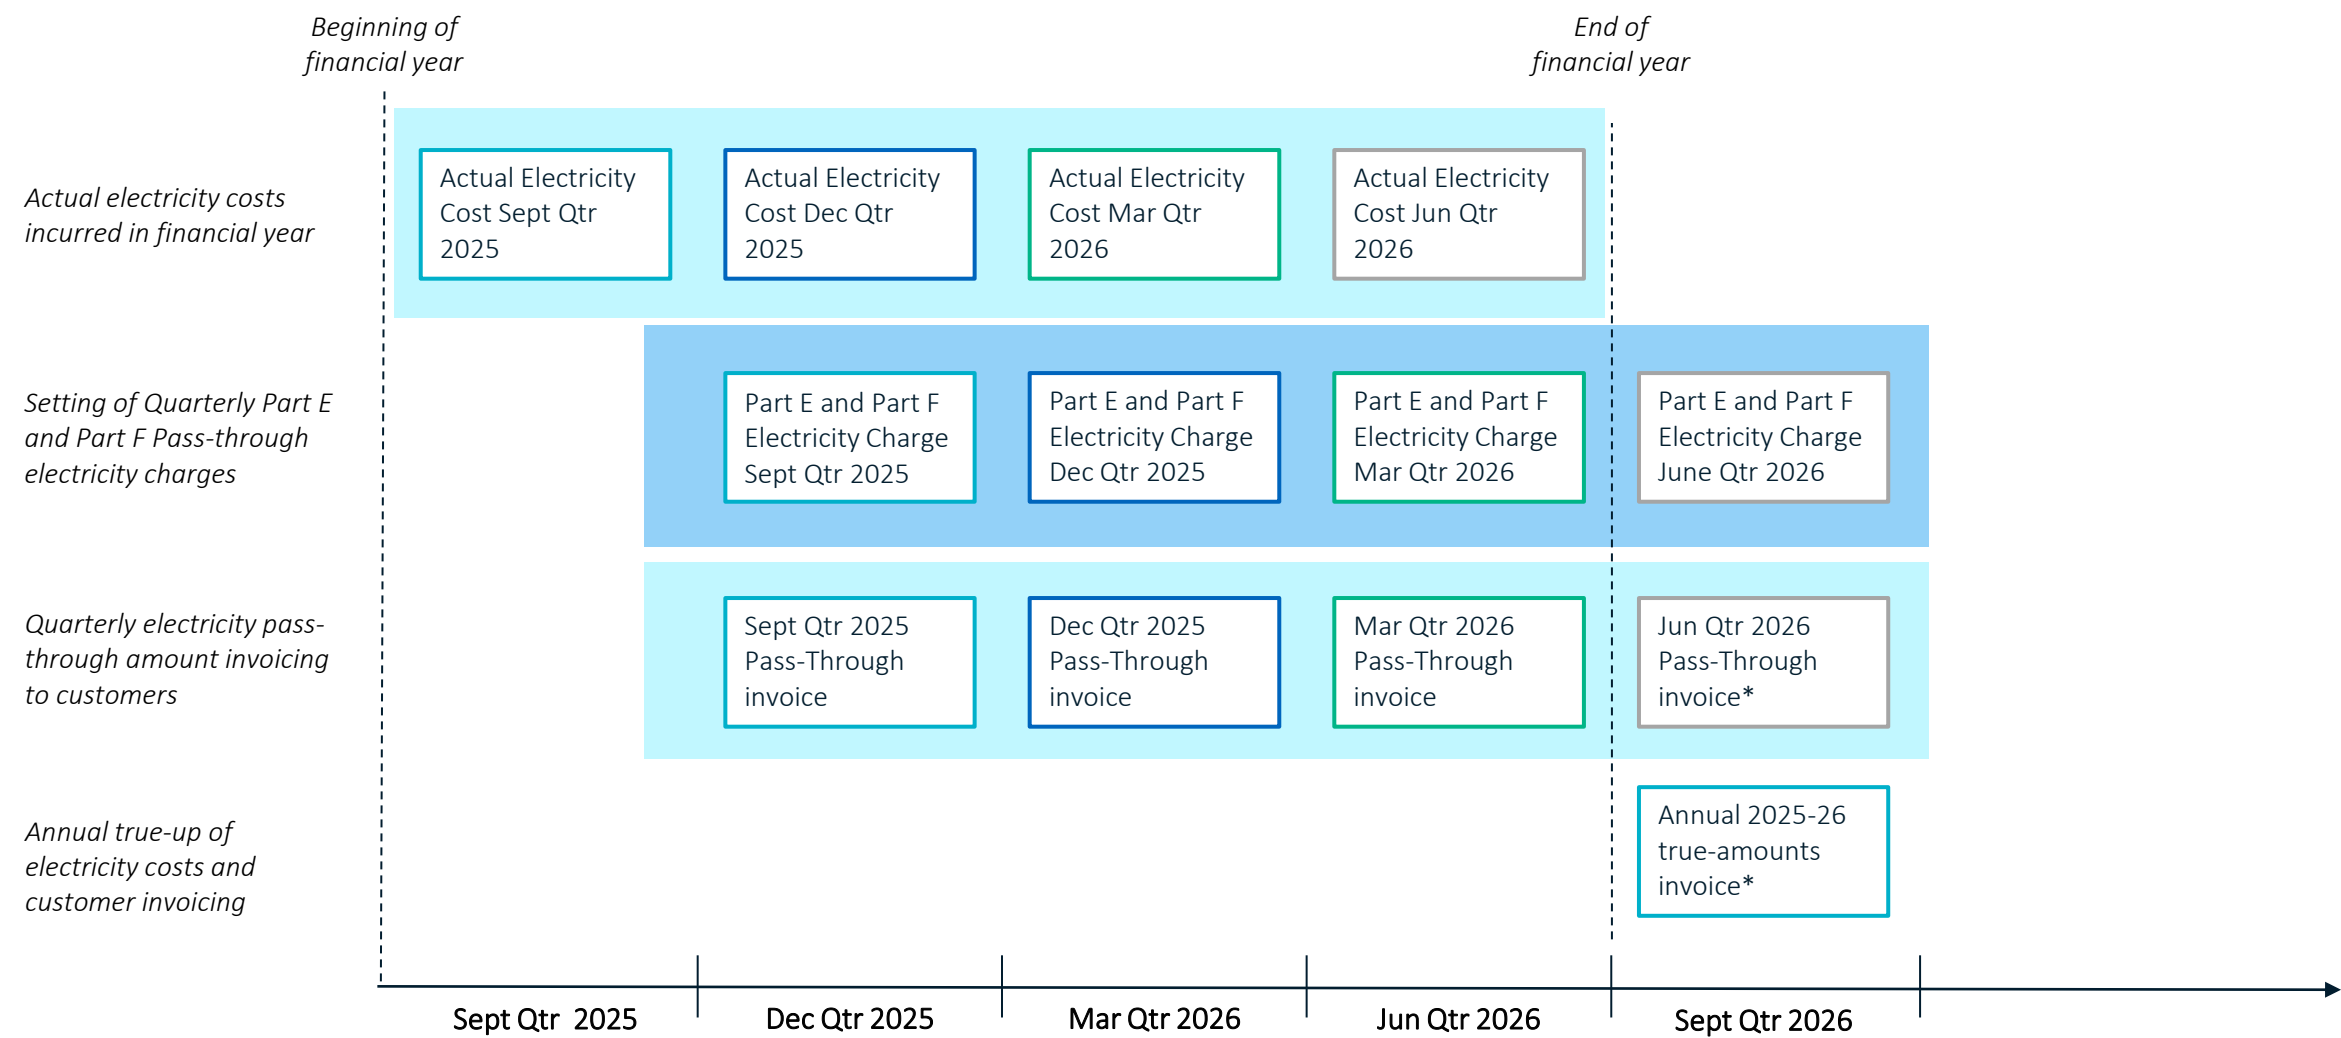 Beginning of
financial year
End of
financial year
Actual electricity costs
incurred in financial year
Actual Electricity
Cost Sept Qtr
2025
Actual Electricity
Cost Dec Qtr
2025
Actual Electricity
Cost Mar Qtr
2026
Actual Electricity
Cost Jun Qtr
2026
Setting of Quarterly Part E
and Part F Pass-through
electricity charges
Part E and Part F
Electricity Charge
Sept Qtr 2025
Part E and Part F
Electricity Charge
Dec Qtr 2025
Part E and Part F
Electricity Charge
Mar Qtr 2026
Part E and Part F
Electricity Charge
June Qtr 2026
Quarterly electricity pass-
through amount invoicing
to customers
Sept Qtr 2025
Pass-Through
invoice
Dec Qtr 2025
Pass-Through
invoice
Mar Qtr 2026
Pass-Through
invoice
Jun Qtr 2026
Pass-Through
invoice*
Annual true-up of
electricity costs and
customer invoicing
Annual 2025-26
true-amounts
invoice*
Sept Qtr 2025
Dec Qtr 2025
Mar Qtr 2026
Jun Qtr 2026
Sept Qtr 2026